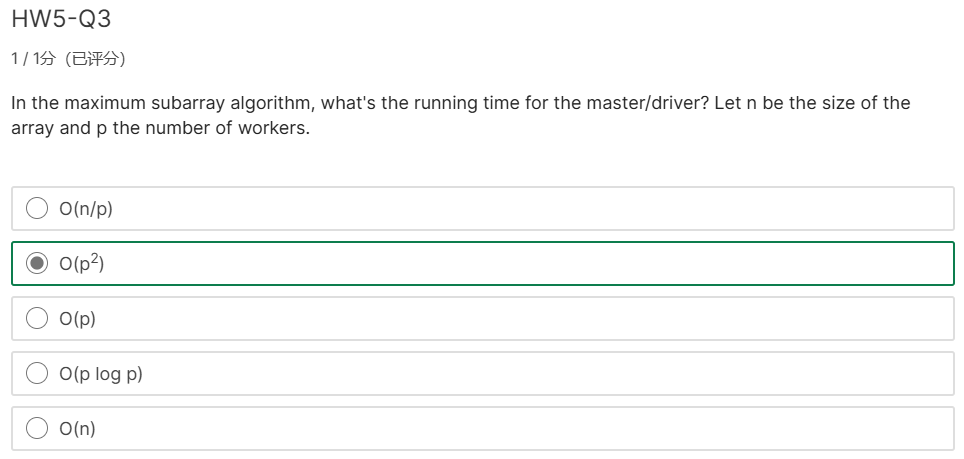 HW5-Q3
1 / 1分（已评分）
In the maximum subarray algorithm, what's the running time for the master/driver? Let n be the size of the
array and p the number of workers.
O(n/p)
O(p²)
O(p)
O(p log p)
O(n)